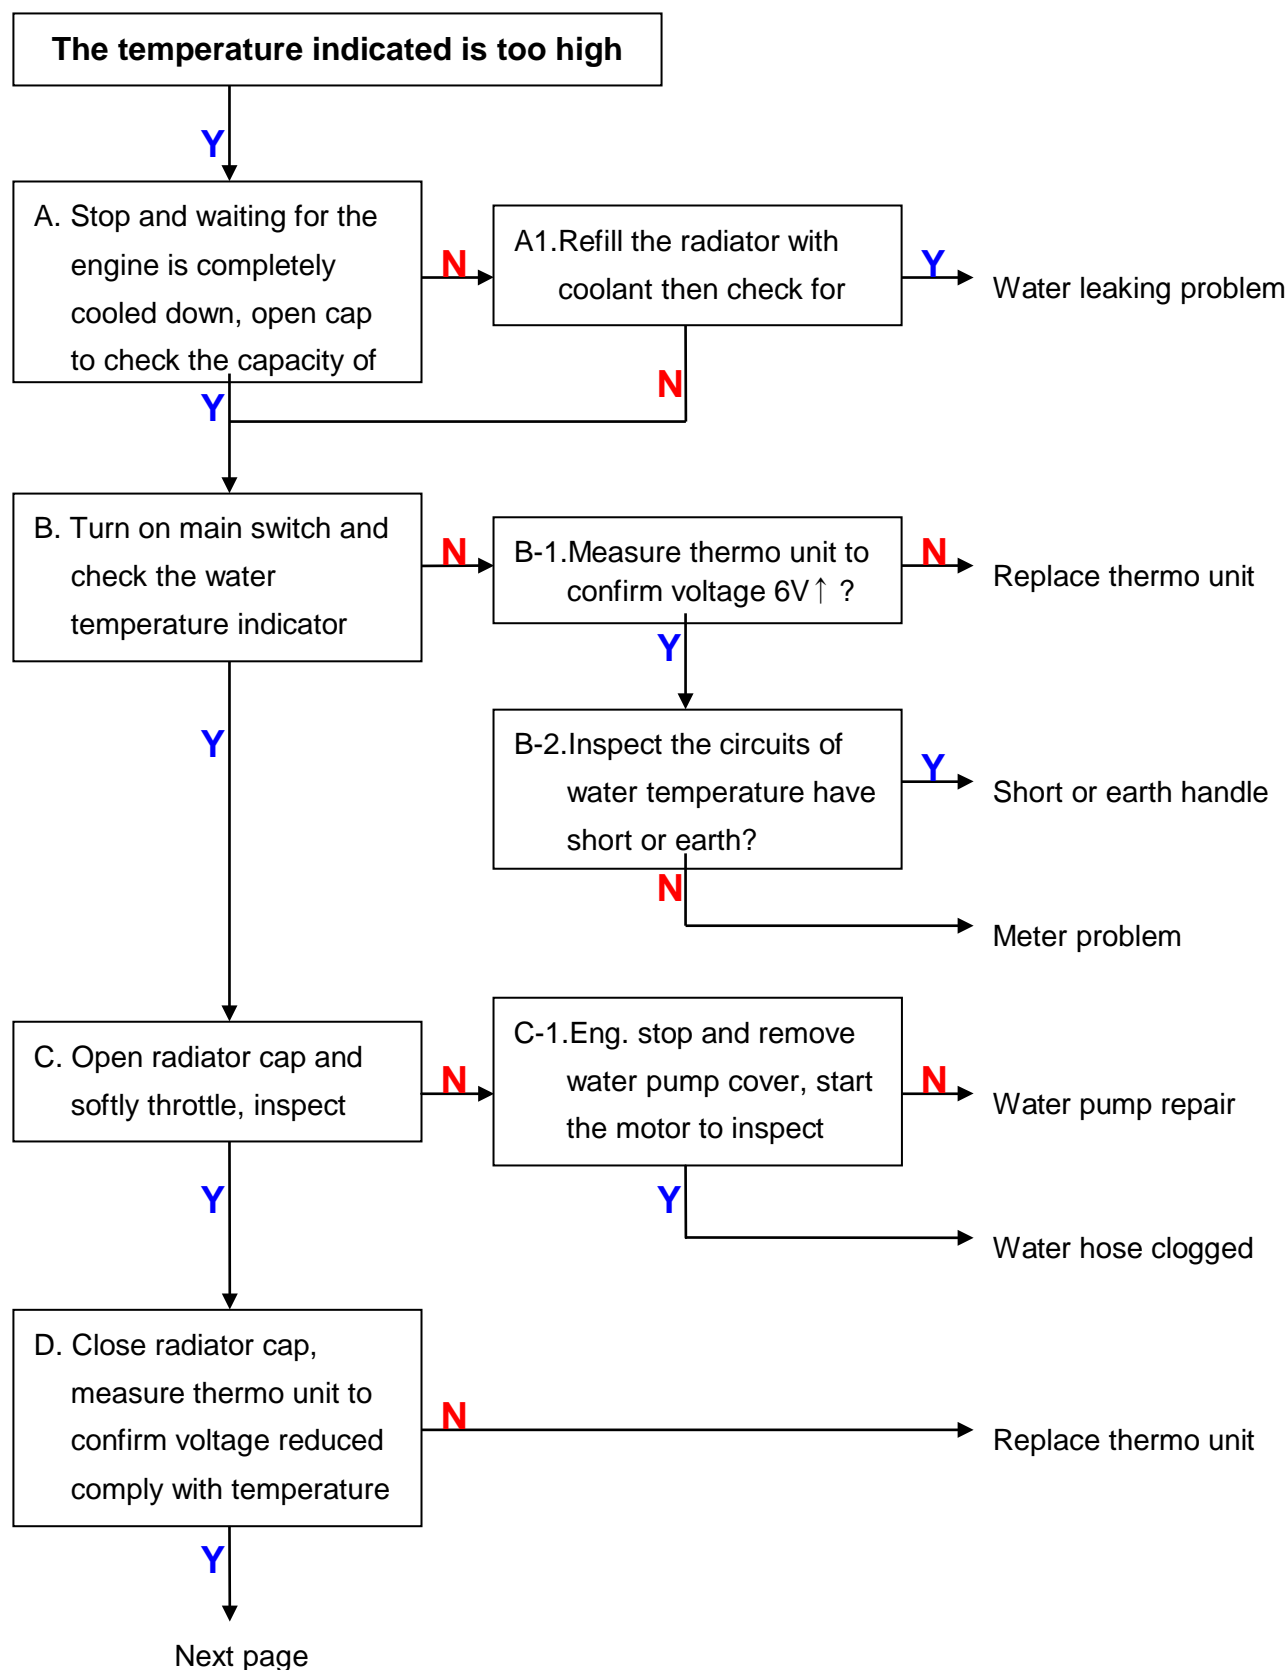 The temperature indicated is too high
Y
A. Stop and waiting for the
engine is completely
cooled down, open cap
to check the capacity of
N
A1.Refill the radiator with
coolant then check for
Y
Water leaking problem
Y
N
B. Turn on main switch and
check the water
temperature indicator
N
B-1.Measure thermo unit to
confirm voltage 6V↑ ?
N
Replace thermo unit
Y
Y
B-2.Inspect the circuits of
water temperature have
short or earth?
Y
Short or earth handle
N
Meter problem
C. Open radiator cap and
softly throttle, inspect
N
C-1.Eng. stop and remove
water pump cover, start
the motor to inspect
N
Water pump repair
Y
Y
Water hose clogged
D. Close radiator cap,
measure thermo unit to
confirm voltage reduced
comply with temperature
N
Replace thermo unit
Y
Next page